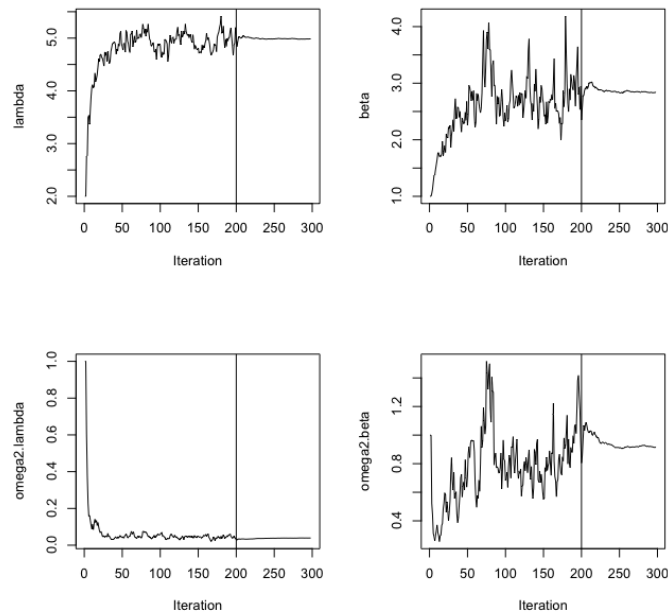 lambda
2.0 3.0 4.0 5.0
0 50 100 150 200 250 300
Iteration
beta
1.0 2.0 3.0 4.0
0 50 100 150 200 250 300
Iteration
omega2.lambda
0.0 0.2 0.4 0.6 0.8 1.0
0 50 100 150 200 250 300
Iteration
omega2.beta
0.4 0.8 1.2
0 50 100 150 200 250 300
Iteration